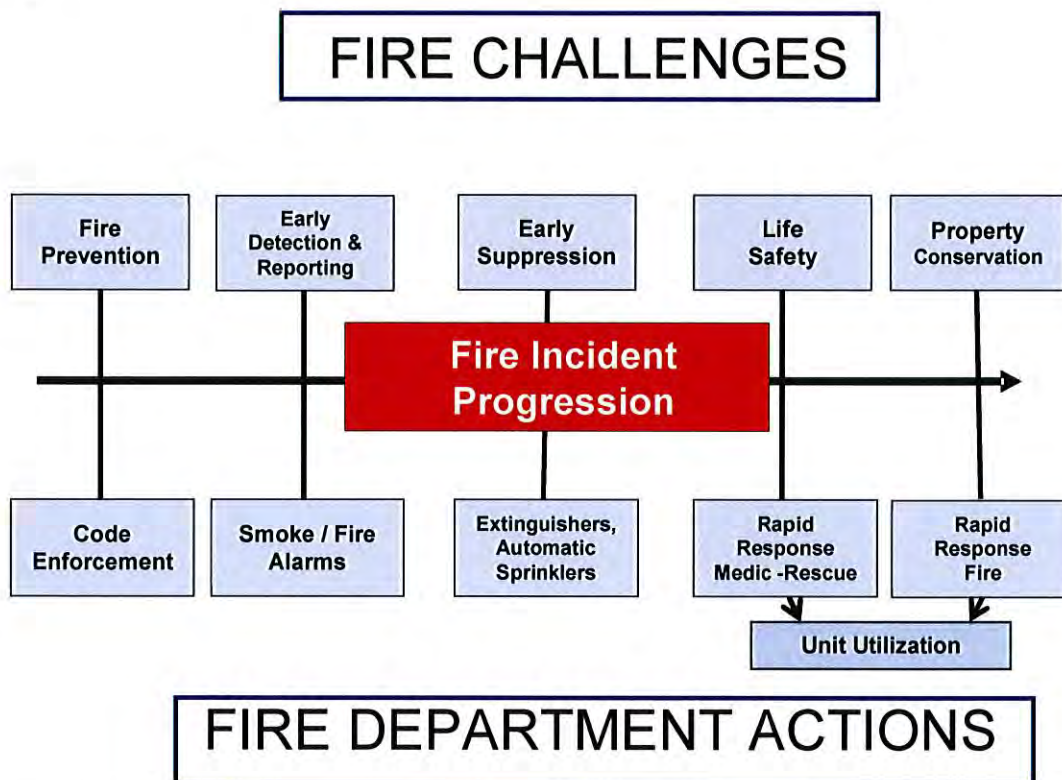 FIRE CHALLENGES
Fire
Prevention
Early
Detection &
Reporting
Early
Suppression
Life
Safety
Property
Conservation
Fire Incident
Progression
Code
Enforcement
Smoke / Fire
Alarms
Extinguishers,
Automatic
Sprinklers
Rapid
Response
Medic -Rescue
Rapid
Response
Fire
Unit Utilization
FIRE DEPARTMENT ACTIONS